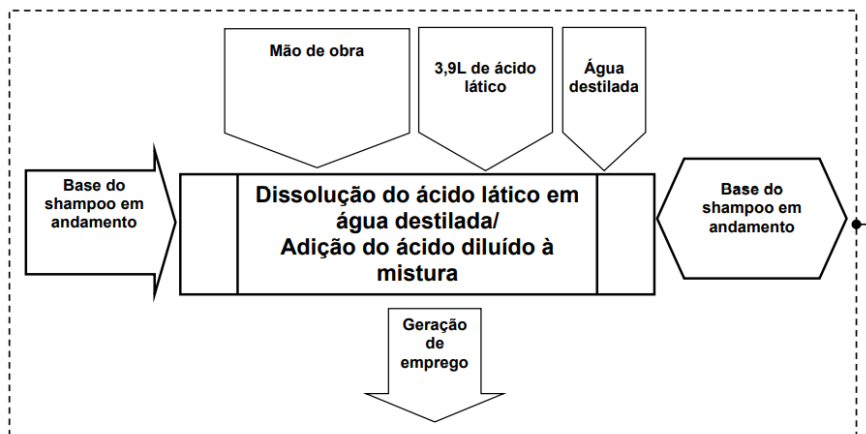 Mão de obra
3,9L de ácido
lático
Água
destilada
Base do
shampoo em
andamento
Dissolução do ácido lático em
água destilada/
Adição do ácido diluído à
mistura
Base do
shampoo em
andamento
Geração
de
emprego